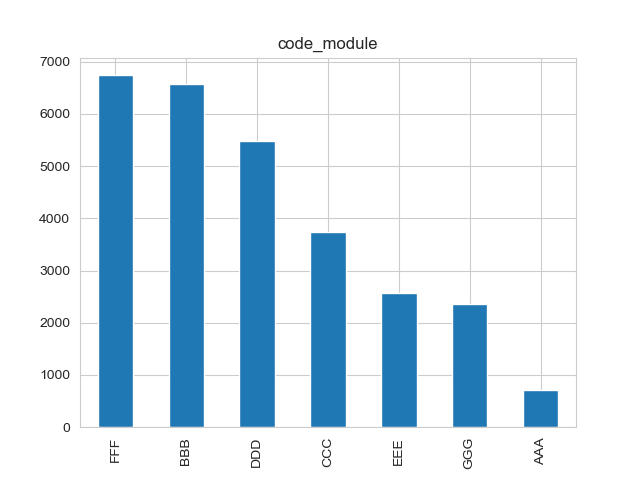 code_module
7000
6000
5000
4000
3000
2000
1000
0
FFF
BBB
DDD
CCC
EEE
GGG
AAA